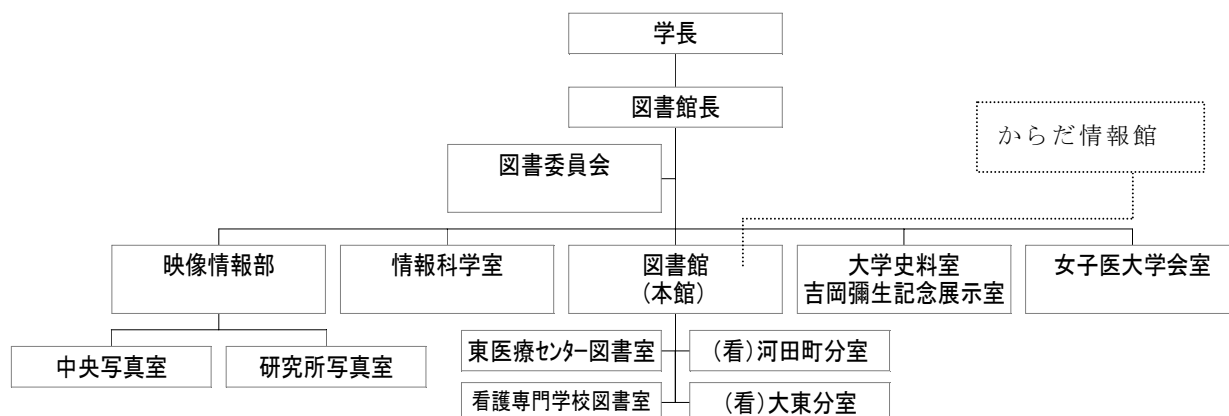 学長
図書館長
からだ情報館
図書委員会
映像情報部
情報科学室
図書館
（本館）
大学史料室
吉岡彌生記念展示室
女子医大学会室
中央写真室
研究所写真室
東医療センター図書室
（看）河田町分室
看護専門学校図書室
（看）大東分室